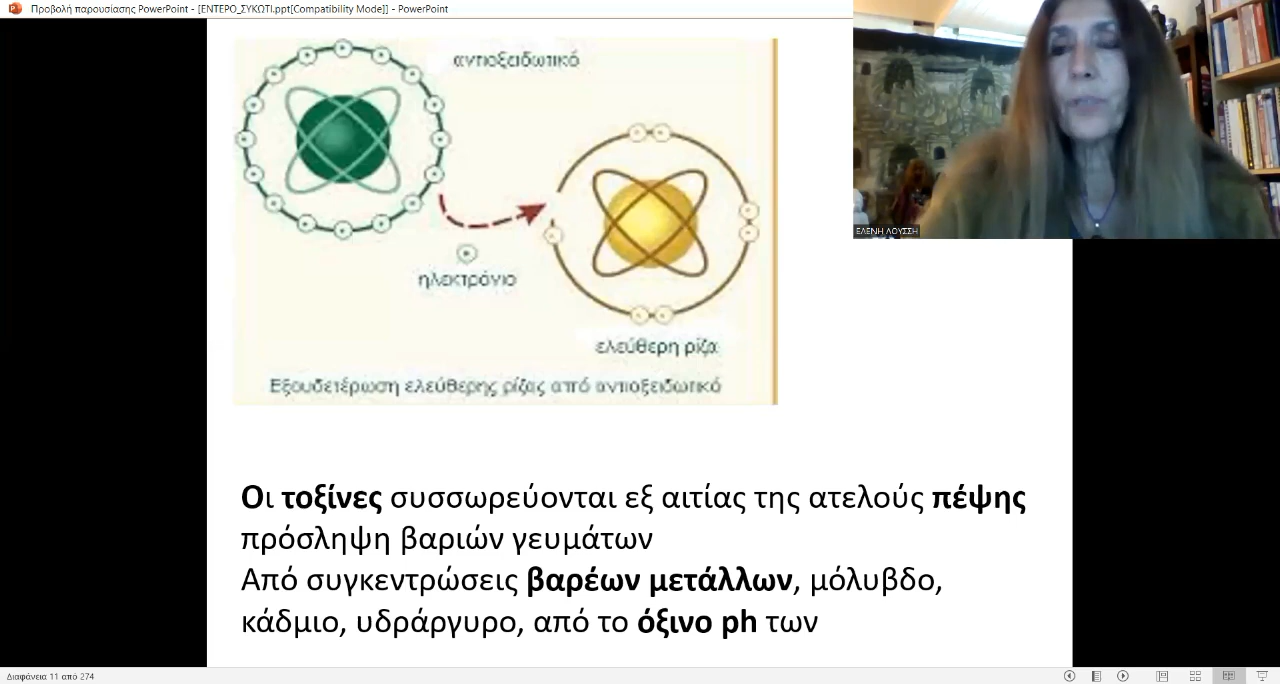 Προβολή παρουσίασης PowerPoint - [ΕΝΤΕΡΟ_ΣΥΚΩΤΙ.ppt[Compatibility Mode]] - PowerPoint
αντιοξειδωτικό
ηλεκτρόνιο
ελεύθερη ρίζα
Εξουδετέρωση ελεύθερης ρίζας από αντιοξειδωτικό
ΕΛΕΝΗ ΛΟΥΣΣΗ
Οι τοξίνες συσσωρεύονται εξ αιτίας της ατελούς πέψης
πρόσληψη βαριών γευμάτων
Από συγκεντρώσεις βαρέων μετάλλων, μόλυβδο,
κάδμιο, υδράργυρο, από το όξινο ph των
Διαφάνεια 11 από 274